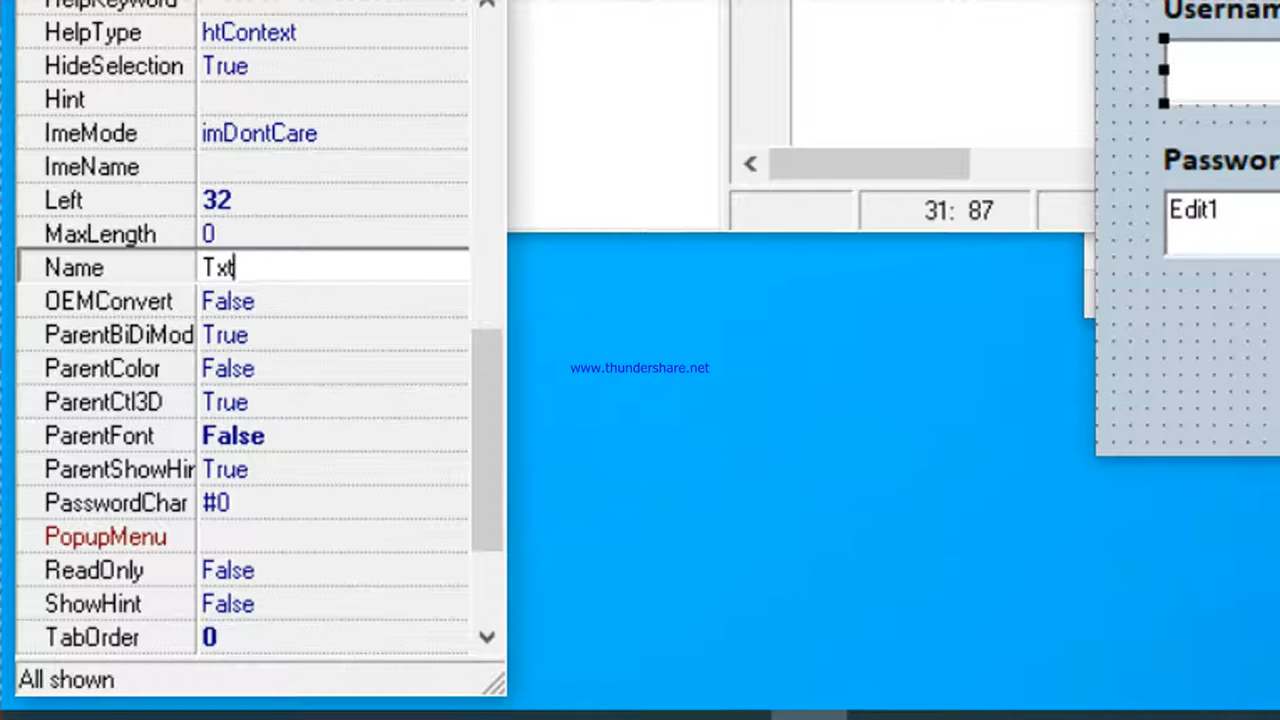 HelpKeyword
HelpType htContext
HideSelection True
Hint
ImeMode imDontCare
ImeName
Left 32
MaxLength 0
Name Txt
OEMConvert False
ParentBiDiMod True
ParentColor False
ParentCtl3D True
ParentFont False
ParentShowHir True
PasswordChar #0
PopupMenu
ReadOnly False
ShowHint False
TabOrder 0
All shown
31: 87
www.thundershare.net
Usernam
Passwor
Edit1